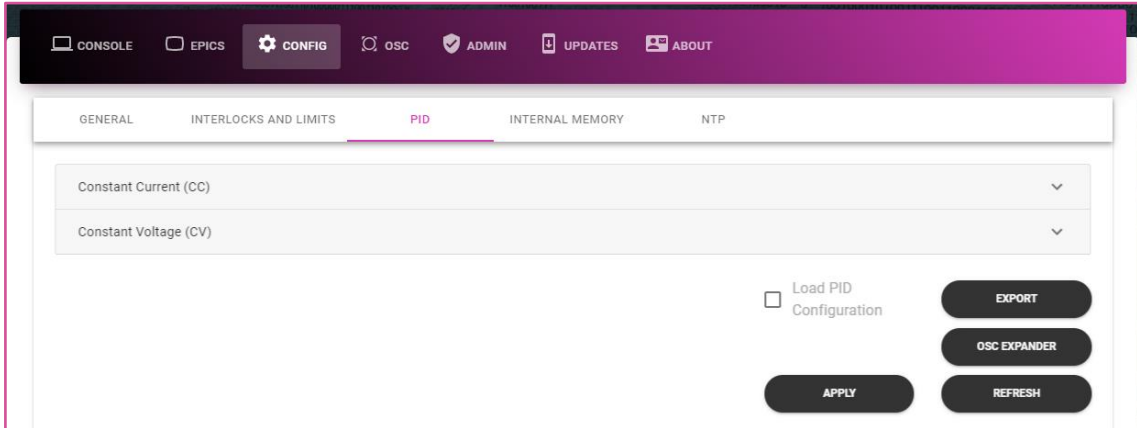 CONSOLE EPICS CONFIG OSC ADMIN UPDATES ABOUT
GENERAL INTERLOCKS AND LIMITS PID INTERNAL MEMORY NTP
Constant Current (CC)
Constant Voltage (CV)
Load PID
Configuration
EXPORT
OSC EXPANDER
APPLY REFRESH